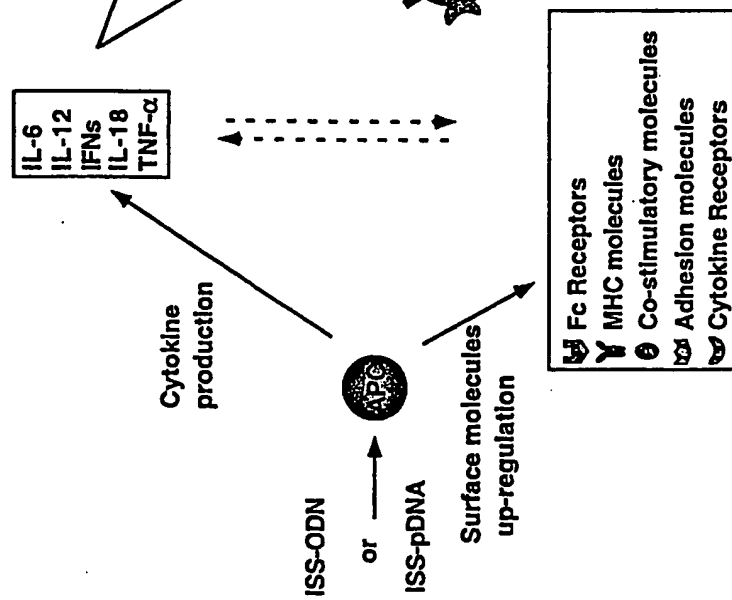 ISS-ODN
or
ISS-pDNA
APC
Cytokine
production
Surface molecules
up-regulation
IL-6
IL-12
IFNs
IL-18
TNF-α
Fc Receptors
MHC molecules
Co-stimulatory molecules
Adhesion molecules
Cytokine Receptors